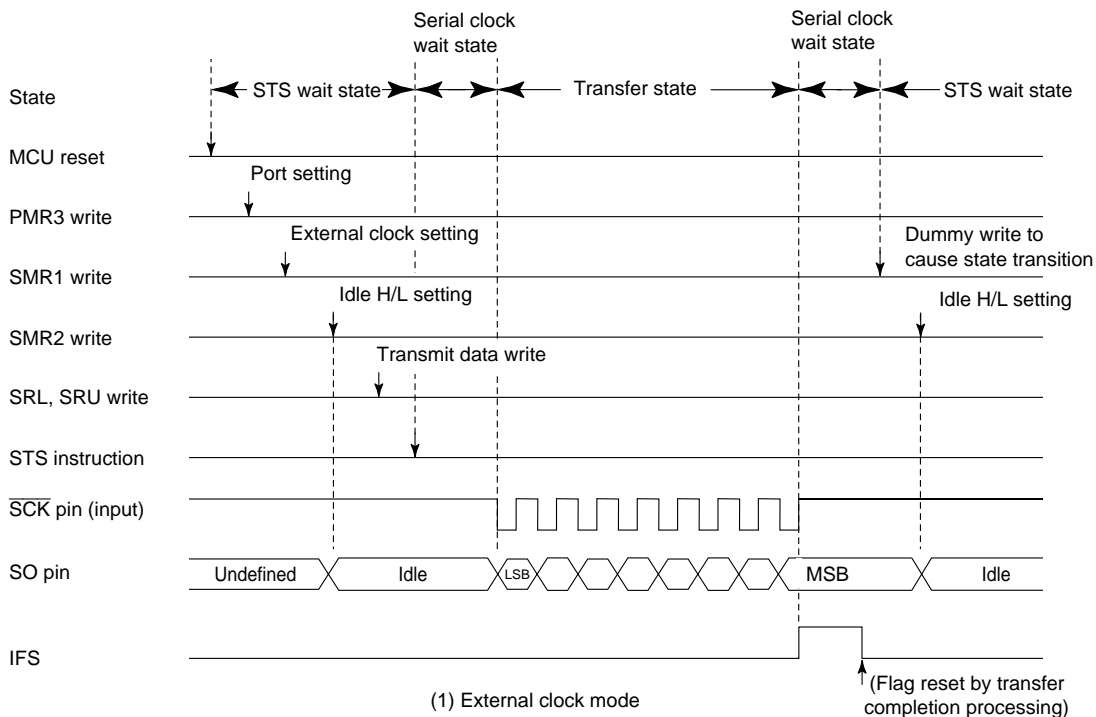 Serial clock
wait state
Serial clock
wait state
State
STS wait state
Transfer state
STS wait state
MCU reset
Port setting
PMR3 write
External clock setting
Dummy write to
cause state transition
SMR1 write
Idle H/L setting
Idle H/L setting
SMR2 write
Transmit data write
SRL, SRU write
STS instruction
SCK pin (input)
SO pin
Undefined
Idle
LSB
MSB
Idle
IFS
(Flag reset by transfer
completion processing)
(1) External clock mode